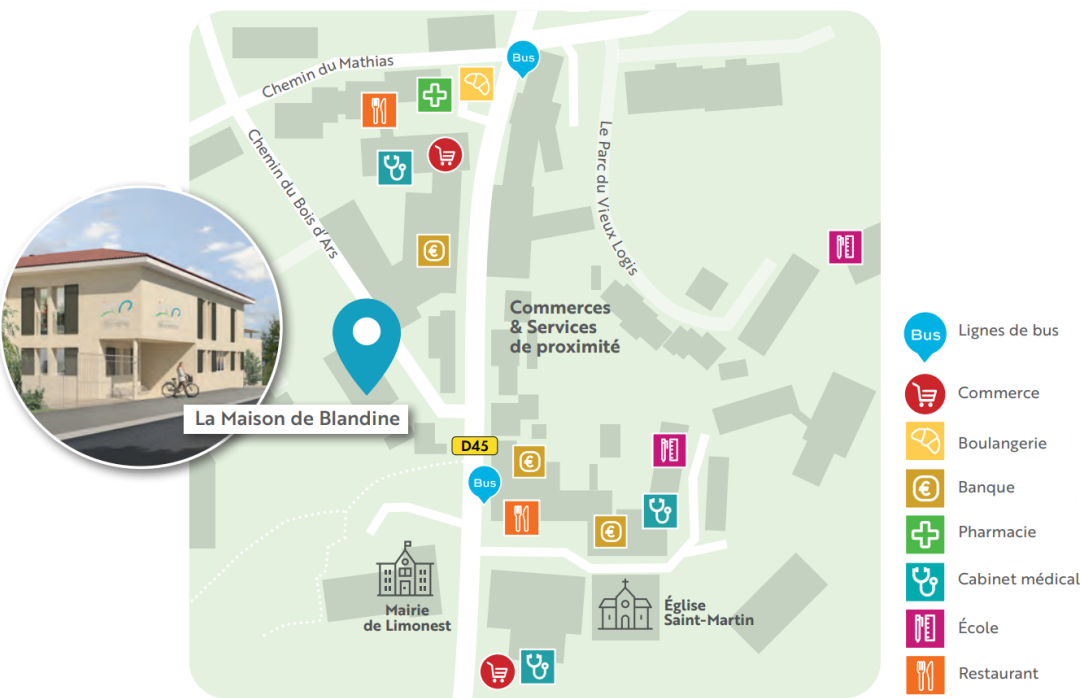 Bus
Chemin du Mathias
Chemin du Bois d'Ars
Le Parc du Vieux Logis
Commerces
& Services
de proximité
La Maison de Blandine
D45
Bus
Mairie
de Limonest
Église
Saint-Martin
Bus Lignes de bus
Commerce
Boulangerie
Banque
Pharmacie
Cabinet médical
École
Restaurant